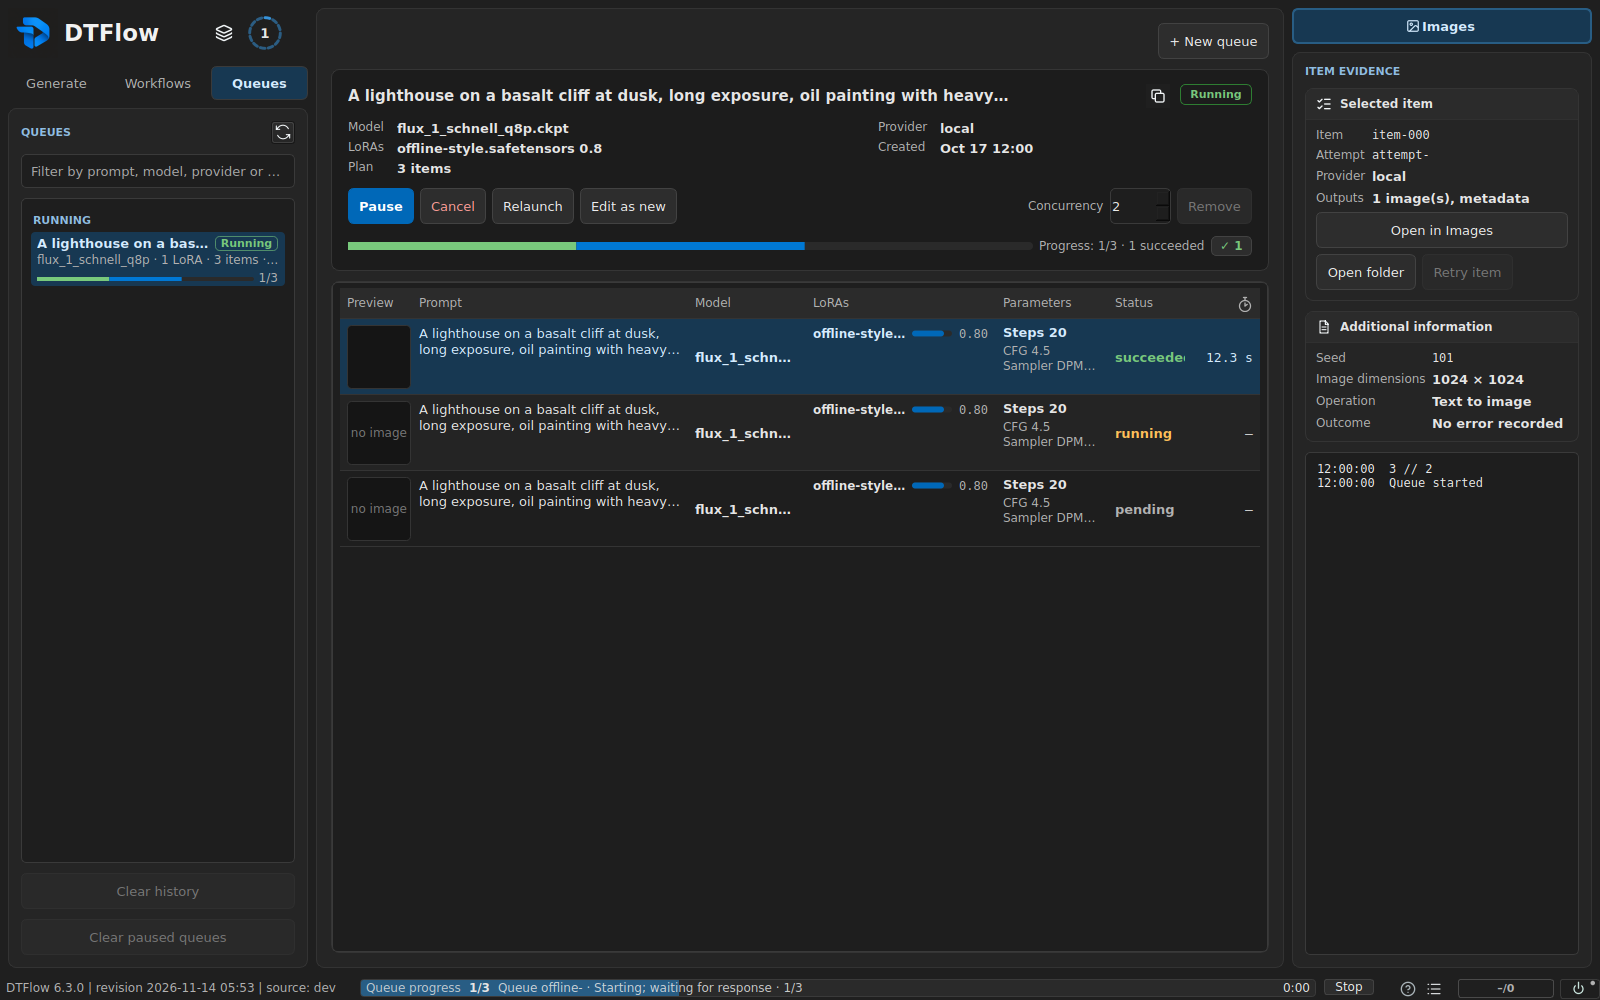 DTFlow
1
Generate
Workflows
Queues
QUEUES
Filter by prompt, model, provider or ...
RUNNING
A lighthouse on a bas...
Running
flux_1_schnell_q8p · 1 LoRA · 3 items ·...
1/3
Clear history
Clear paused queues
+ New queue
A lighthouse on a basalt cliff at dusk, long exposure, oil painting with heavy...
Running
Model flux_1_schnell_q8p.ckpt
Provider local
LoRAs offline-style.safetensors 0.8
Created Oct 17 12:00
Plan 3 items
Pause
Cancel
Relaunch
Edit as new
Concurrency 2
Remove
Progress: 1/3 · 1 succeeded
✓ 1
Preview Prompt Model LoRAs Parameters Status
A lighthouse on a basalt cliff at dusk,
long exposure, oil painting with heavy...
flux_1_schn...
offline-style... 0.80
Steps 20
CFG 4.5
Sampler DPM...
succeede
12.3 s
no image
A lighthouse on a basalt cliff at dusk,
long exposure, oil painting with heavy...
flux_1_schn...
offline-style... 0.80
Steps 20
CFG 4.5
Sampler DPM...
running
–
no image
A lighthouse on a basalt cliff at dusk,
long exposure, oil painting with heavy...
flux_1_schn...
offline-style... 0.80
Steps 20
CFG 4.5
Sampler DPM...
pending
–
Images
ITEM EVIDENCE
Selected item
Item item-000
Attempt attempt-
Provider local
Outputs 1 image(s), metadata
Open in Images
Open folder
Retry item
Additional information
Seed 101
Image dimensions 1024 × 1024
Operation Text to image
Outcome No error recorded
12:00:00 3 // 2
12:00:00 Queue started
DTFlow 6.3.0 | revision 2026-11-14 05:53 | source: dev
Queue progress 1/3 Queue offline- · Starting; waiting for response · 1/3
0:00
Stop
–/0